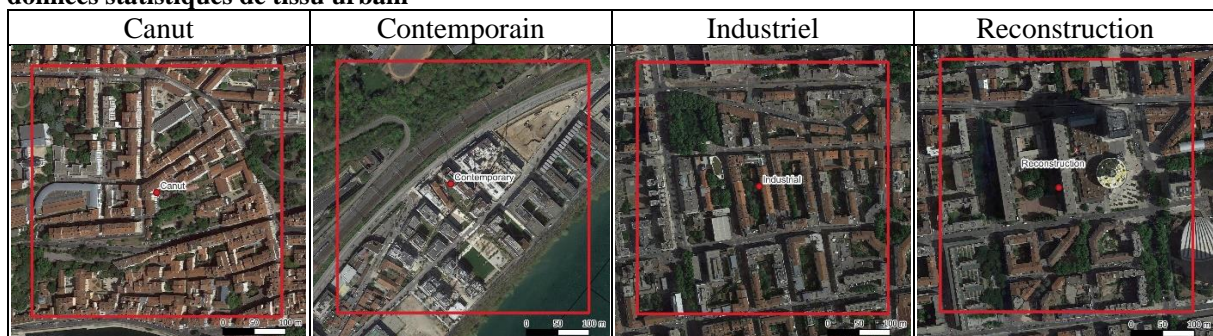 données statistiques de tissu urbain
Canut
Contemporain
Industriel
Reconstruction
Canut
Contemporary
Industrial
Reconstruction
0 50 100 m
0 50 100 m
0 50 100 m
50 100 m